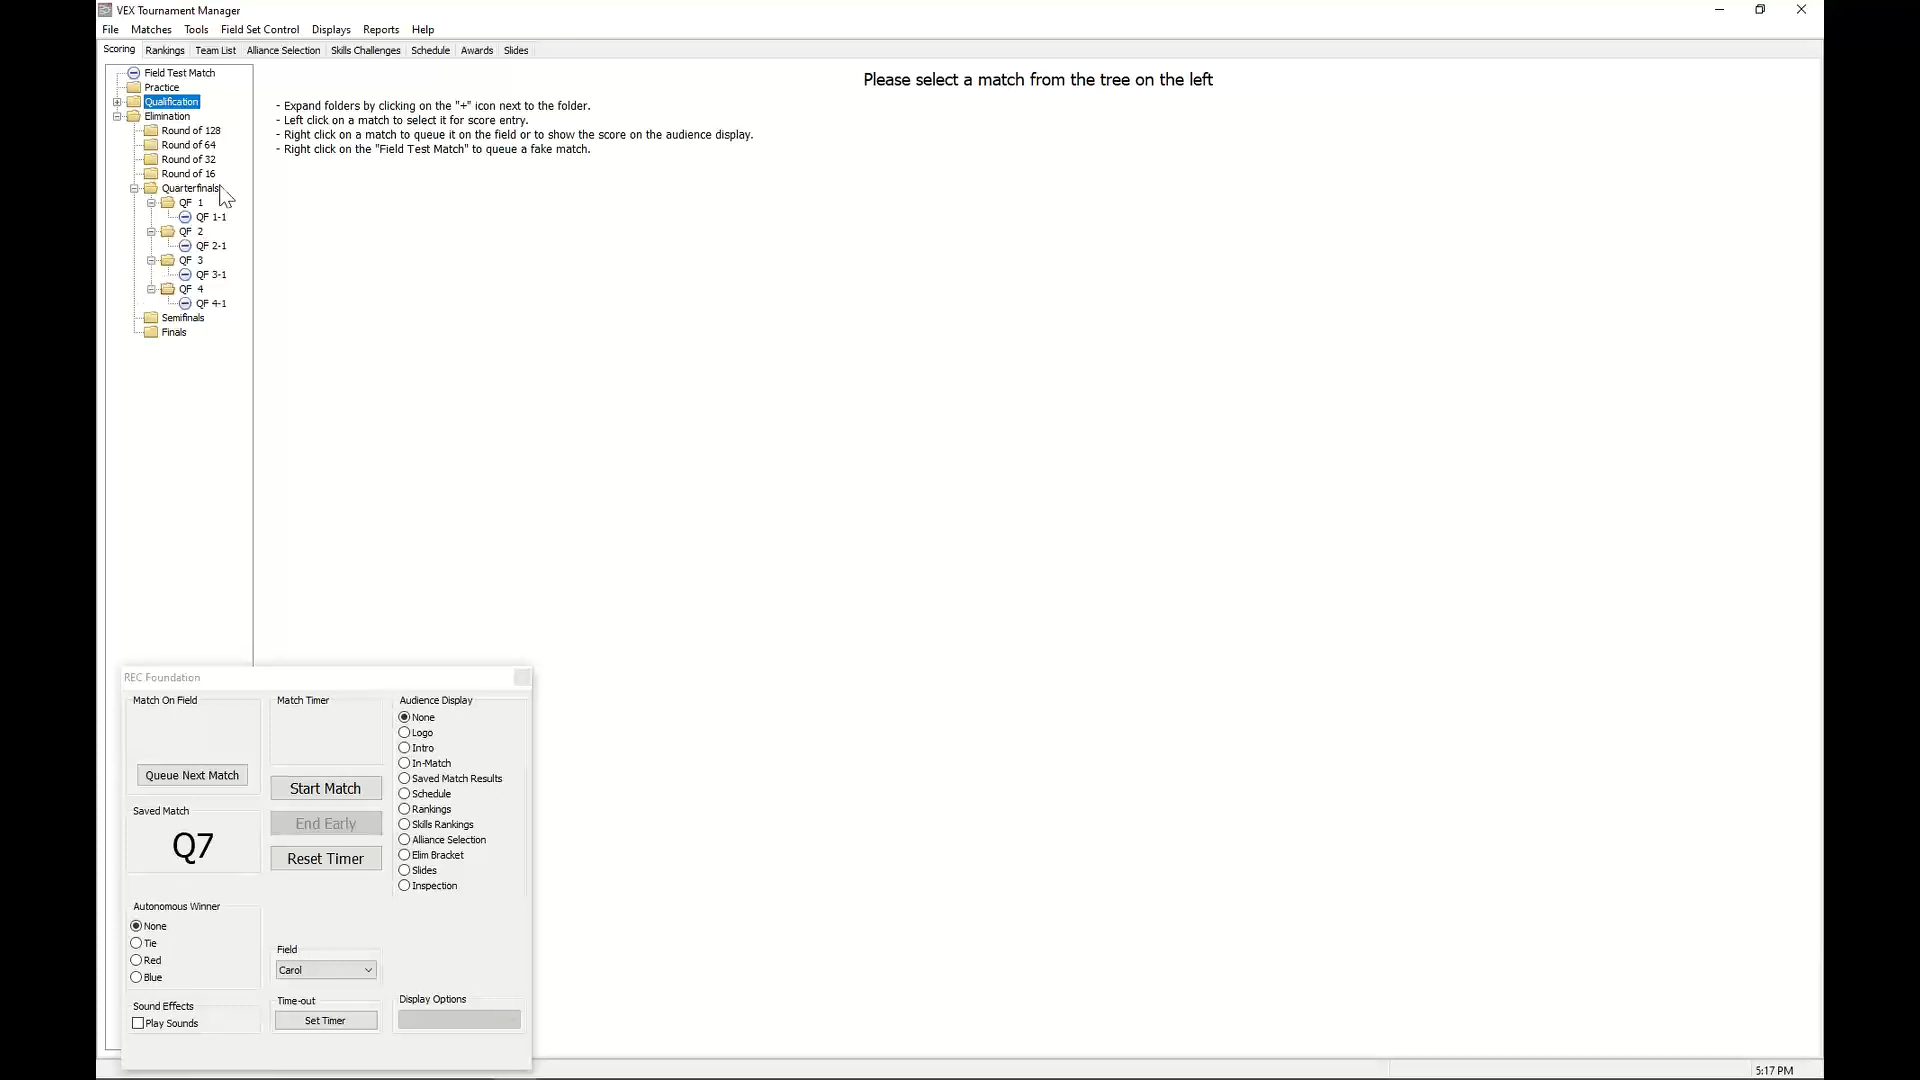 VEX Tournament Manager
File Matches Tools Field Set Control Displays Reports Help
Scoring Rankings Team List Alliance Selection Skills Challenges Schedule Awards Slides
Field Test Match
Practice
Qualification
Elimination
Round of 128
Round of 64
Round of 32
Round of 16
Quarterfinals
QF 1
QF 1-1
QF 2
QF 2-1
QF 3
QF 3-1
QF 4
QF 4-1
Semifinals
Finals
Please select a match from the tree on the left
- Expand folders by clicking on the "+" icon next to the folder.
- Left click on a match to select it for score entry.
- Right click on a match to queue it on the field or to show the score on the audience display.
- Right click on the "Field Test Match" to queue a fake match.
REC Foundation
Match On Field
Queue Next Match
Saved Match
Q7
Autonomous Winner
None
Tie
Red
Blue
Sound Effects
Play Sounds
Match Timer
Start Match
End Early
Reset Timer
Field
Carol
Time-out
Set Timer
Audience Display
None
Logo
Intro
In-Match
Saved Match Results
Schedule
Rankings
Skills Rankings
Alliance Selection
Elim Bracket
Slides
Inspection
Display Options
5:17 PM